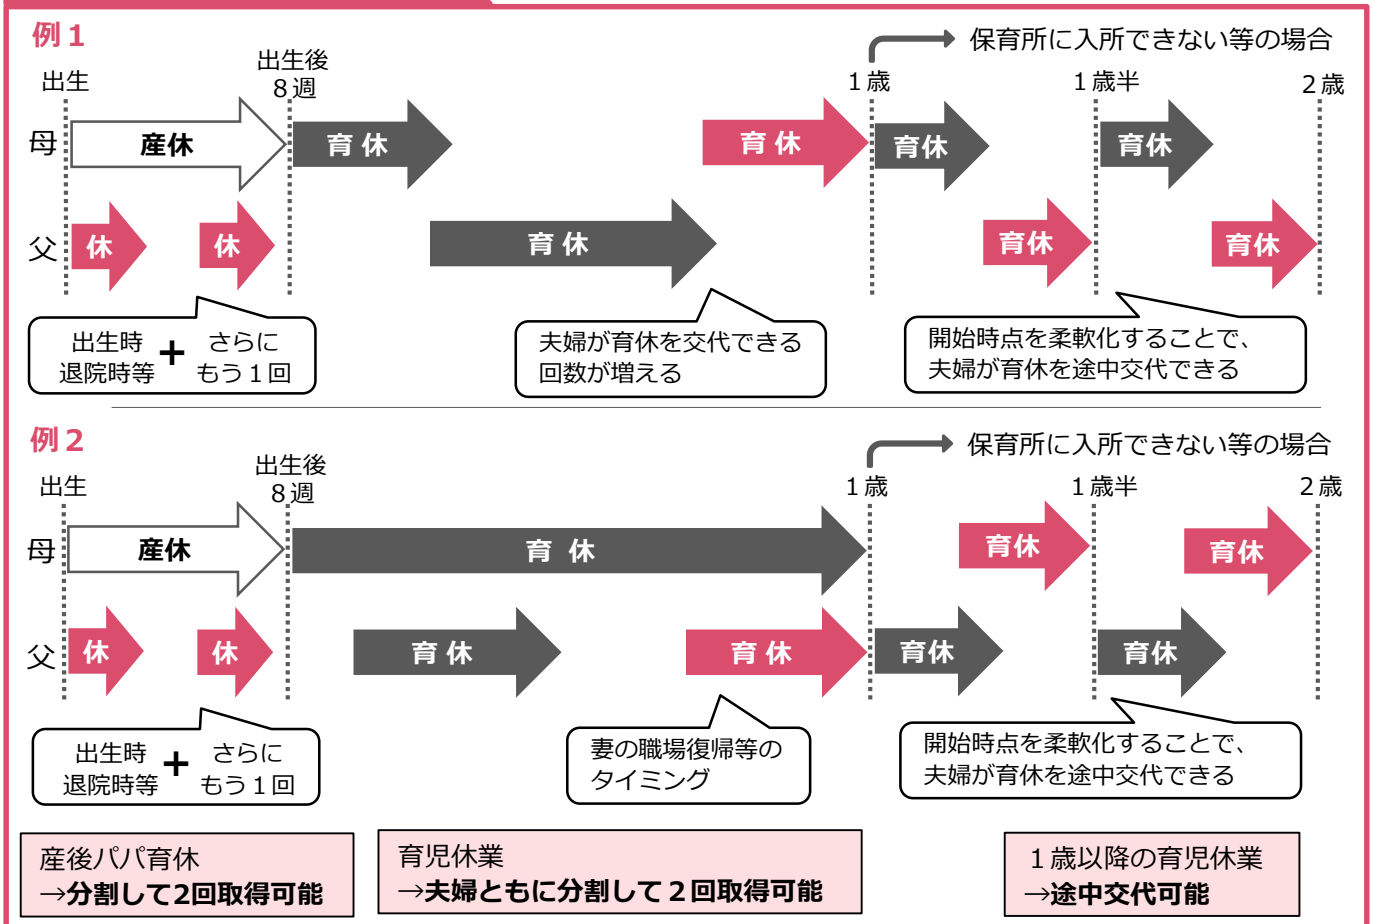 例１
保育所に入所できない等の場合
出生
出生後
８週
１歳
１歳半
２歳
母
産休
育休
育休
育休
育休
父
休
休
育休
育休
育休
出生時
退院時等
＋
さらに
もう１回
夫婦が育休を交代できる
回数が増える
開始時点を柔軟化することで、
夫婦が育休を途中交代できる
例２
保育所に入所できない等の場合
出生
出生後
８週
１歳
１歳半
２歳
母
産休
育休
育休
育休
父
休
休
育休
育休
育休
育休
出生時
退院時等
＋
さらに
もう１回
妻の職場復帰等の
タイミング
開始時点を柔軟化することで、
夫婦が育休を途中交代できる
産後パパ育休
→分割して2回取得可能
育児休業
→夫婦ともに分割して２回取得可能
１歳以降の育児休業
→途中交代可能